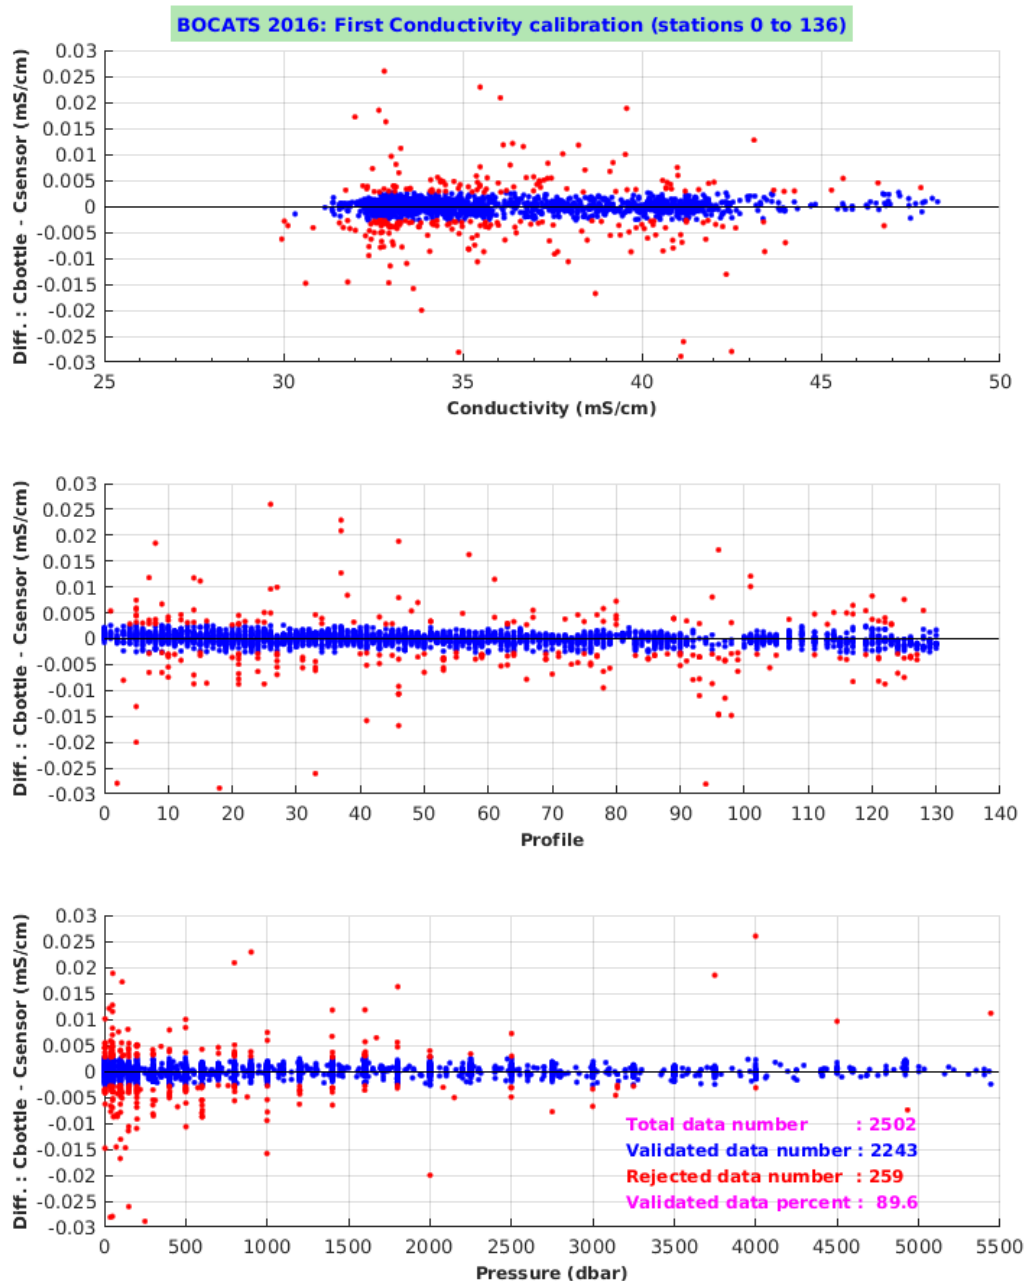 BOCATS 2016: First Conductivity calibration (stations 0 to 136)
Diff. : Cbottle - Csensor (mS/cm)
0.03
0.025
0.02
0.015
0.01
0.005
0
-0.005
-0.01
-0.015
-0.02
-0.025
-0.03
25 30 35 40 45 50
Conductivity (mS/cm)
Diff. : Cbottle - Csensor (mS/cm)
0.03
0.025
0.02
0.015
0.01
0.005
0
-0.005
-0.01
-0.015
-0.02
-0.025
-0.03
0 10 20 30 40 50 60 70 80 90 100 110 120 130 140
Profile
Diff. : Cbottle - Csensor (mS/cm)
0.03
0.025
0.02
0.015
0.01
0.005
0
-0.005
-0.01
-0.015
-0.02
-0.025
-0.03
Total data number : 2502
Validated data number : 2243
Rejected data number : 259
Validated data percent : 89.6
0 500 1000 1500 2000 2500 3000 3500 4000 4500 5000 5500
Pressure (dbar)